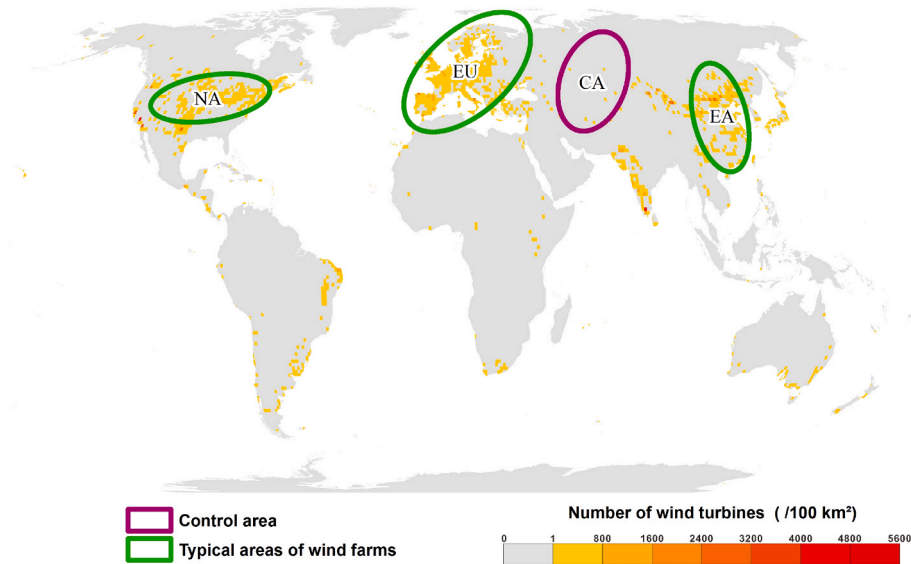 NA
EU
CA
EA
Control area
Typical areas of wind farms
Number of wind turbines ( /100 km²)
0 1 800 1600 2400 3200 4000 4800 5600